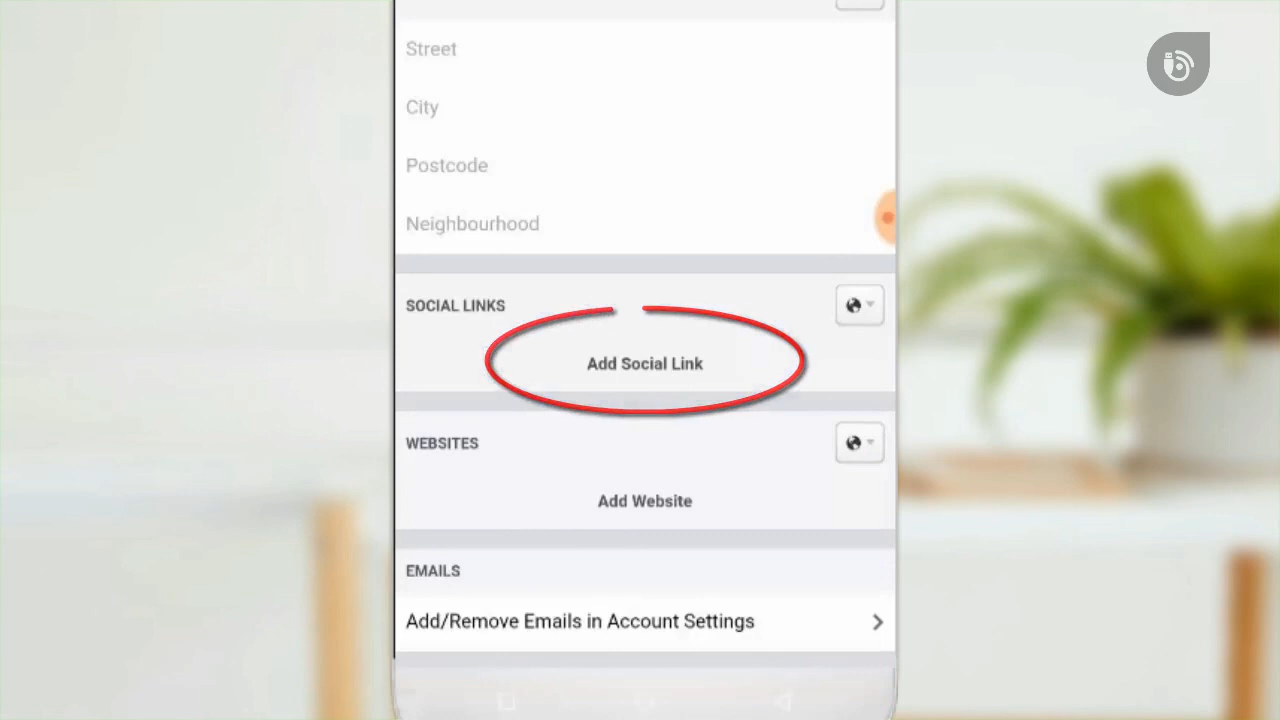 Street
City
Postcode
Neighbourhood
SOCIAL LINKS
Add Social Link
WEBSITES
Add Website
EMAILS
Add/Remove Emails in Account Settings